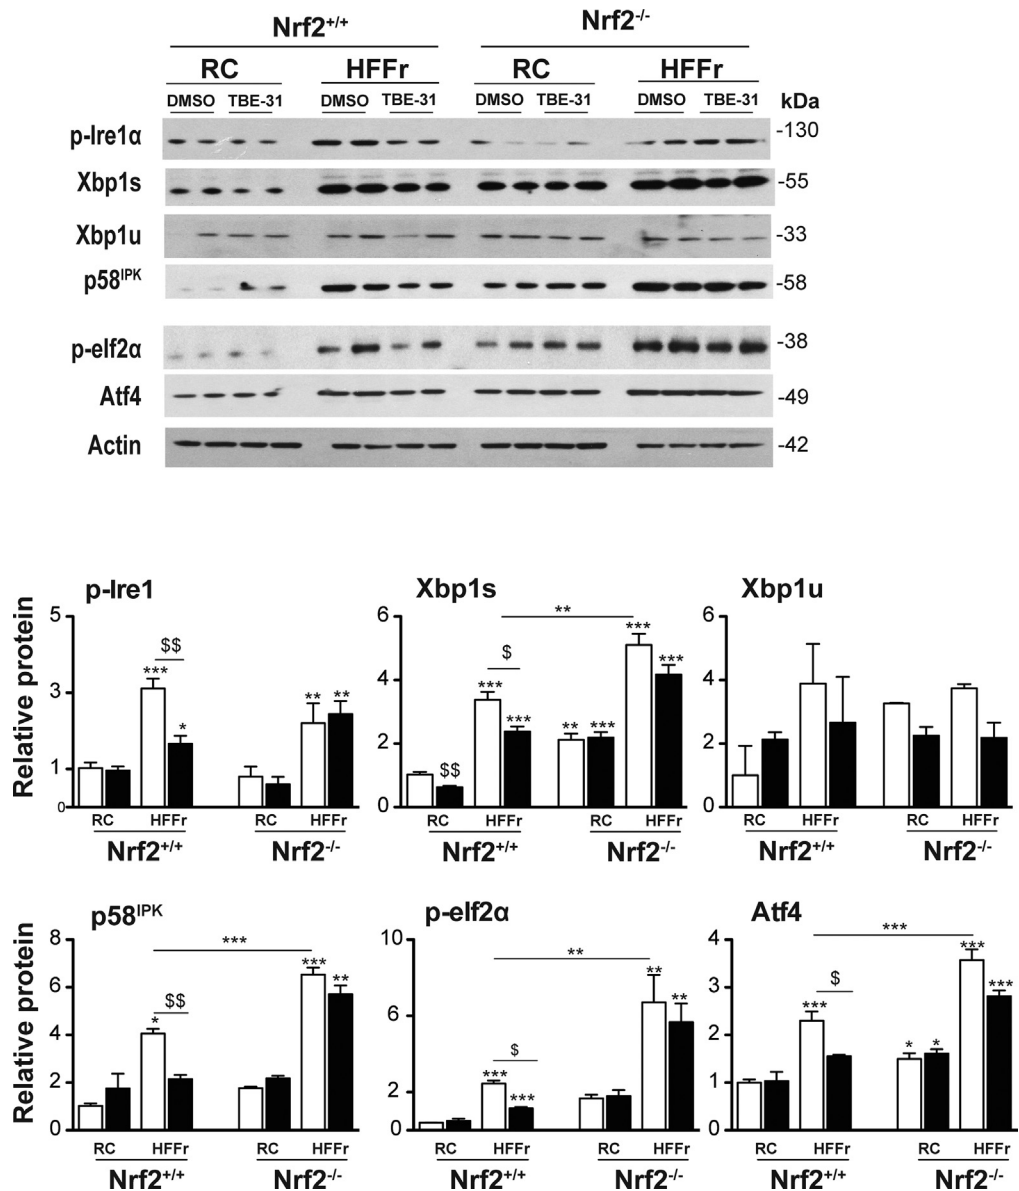 Nrf2+/+ Nrf2-/-
RC HFFr RC HFFr
DMSO TBE-31 DMSO TBE-31 DMSO TBE-31 DMSO TBE-31 kDa
p-Ire1α -130
Xbp1s -55
Xbp1u -33
p58IPK -58
p-eIf2α -38
Atf4 -49
Actin -42
p-Ire1 Xbp1s Xbp1u
Relative protein
5
3
1
0
*** $$ * ** **
RC HFFr RC HFFr
Nrf2+/+ Nrf2-/-
6
4
2
0
** $$ *** $ *** ** *** *** ***
RC HFFr RC HFFr
Nrf2+/+ Nrf2-/-
6
4
2
0
RC HFFr RC HFFr
Nrf2+/+ Nrf2-/-
p58IPK p-eIf2α Atf4
Relative protein
8
6
4
2
0
*** * $$ *** **
RC HFFr RC HFFr
Nrf2+/+ Nrf2-/-
10
6
2
0
** *** $ *** ** **
RC HFFr RC HFFr
Nrf2+/+ Nrf2-/-
4
3
2
1
0
*** *** $ * * *** ***
RC HFFr RC HFFr
Nrf2+/+ Nrf2-/-